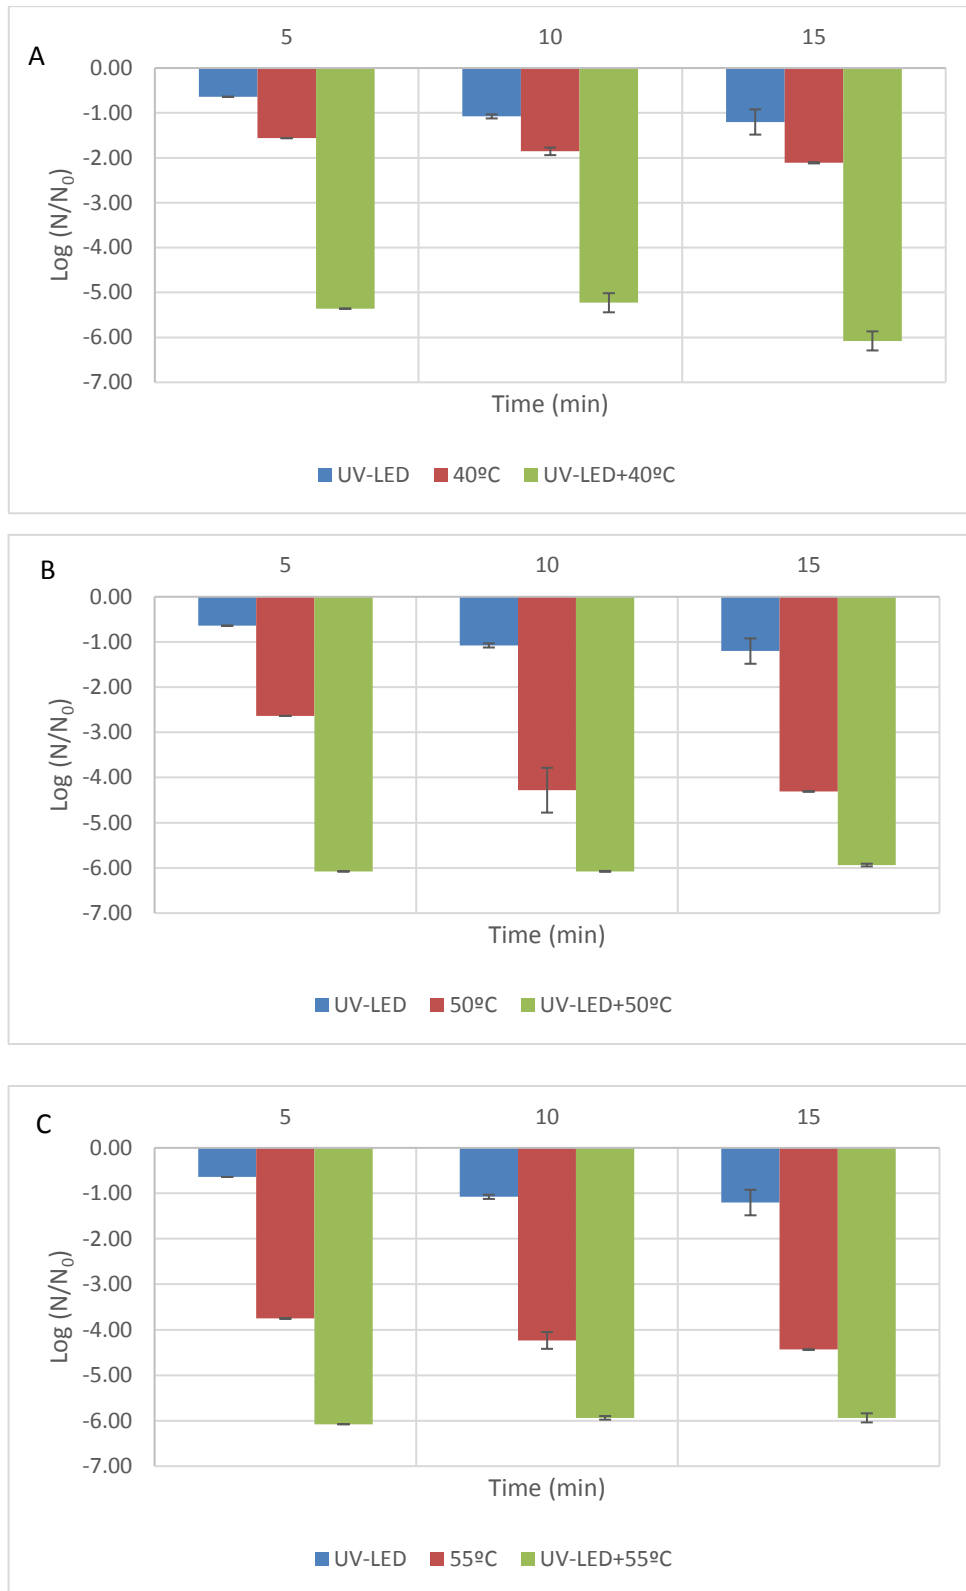 A
5 10 15
0.00
-1.00
-2.00
-3.00
-4.00
-5.00
-6.00
-7.00
Log (N/N₀)
Time (min)
UV-LED 40ºC UV-LED+40ºC
B
5 10 15
0.00
-1.00
-2.00
-3.00
-4.00
-5.00
-6.00
-7.00
Log (N/N₀)
Time (min)
UV-LED 50ºC UV-LED+50ºC
C
5 10 15
0.00
-1.00
-2.00
-3.00
-4.00
-5.00
-6.00
-7.00
Log (N/N₀)
Time (min)
UV-LED 55ºC UV-LED+55ºC